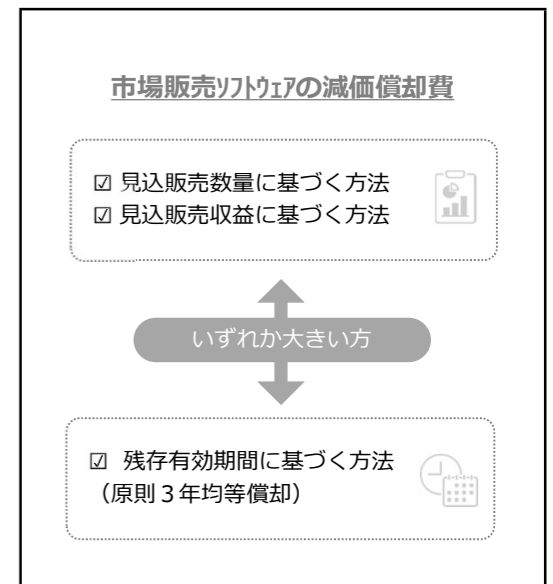 市場販売ｿﾌﾄｳｪｱの減価償却費
☑ 見込販売数量に基づく方法
☑ 見込販売収益に基づく方法
いずれか大きい方
☑ 残存有効期間に基づく方法
（原則３年均等償却）